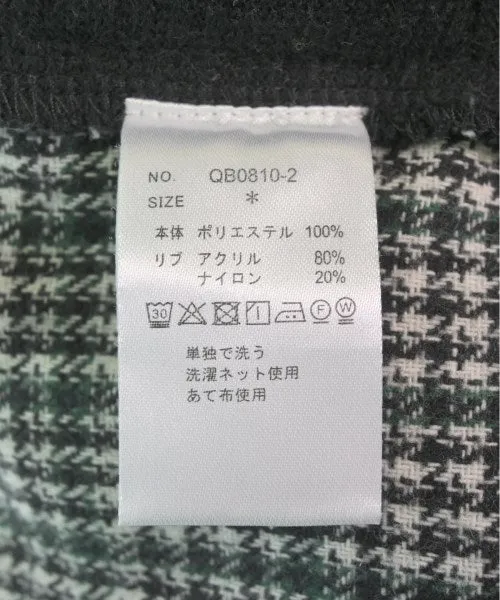 NO. QB0810-2
SIZE *
本体 ポリエステル 100%
リブ アクリル 80%
ナイロン 20%
30 F W
単独で洗う
洗濯ネット使用
あて布使用